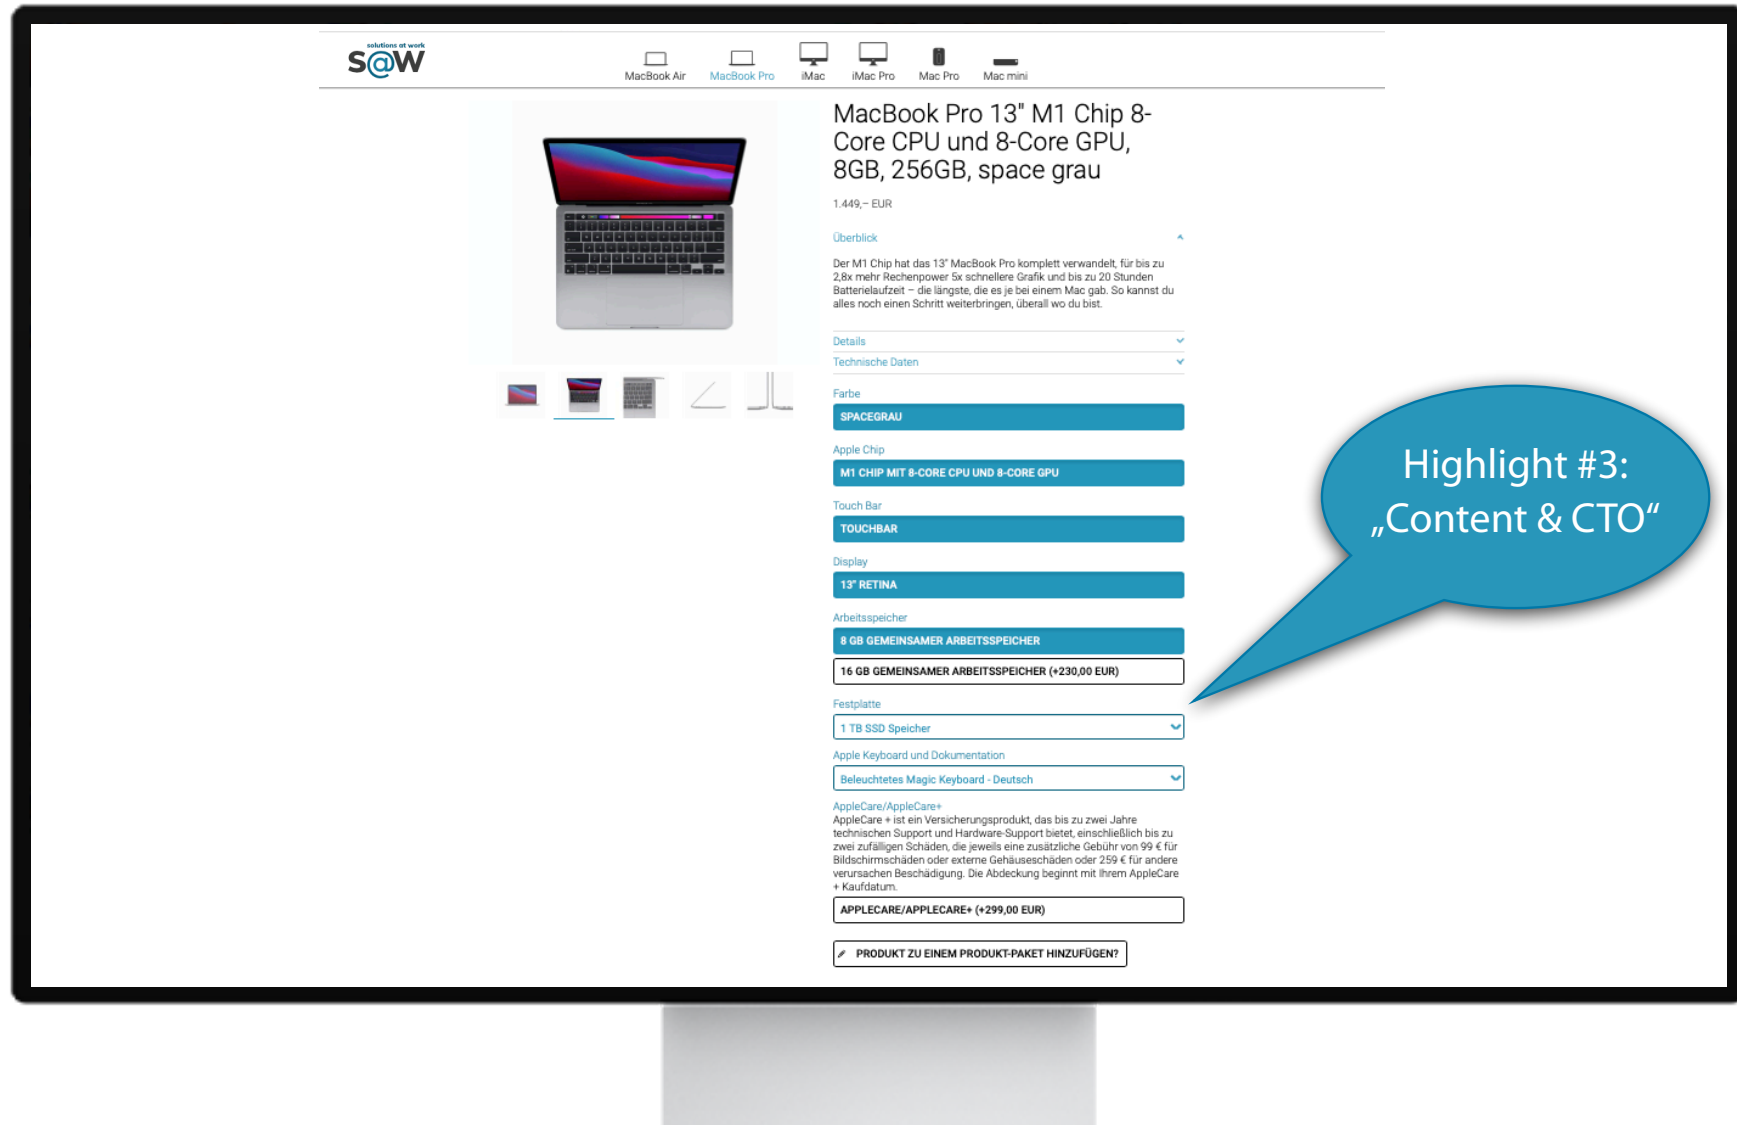 solutions at work
S@W
MacBook Air
MacBook Pro
iMac
iMac Pro
Mac Pro
Mac mini
MacBook Pro 13" M1 Chip 8-
Core CPU und 8-Core GPU,
8GB, 256GB, space grau
1.449,– EUR
Überblick
Der M1 Chip hat das 13" MacBook Pro komplett verwandelt, für bis zu
2,8x mehr Rechenpower 5x schnellere Grafik und bis zu 20 Stunden
Batterielaufzeit – die längste, die es je bei einem Mac gab. So kannst du
alles noch einen Schritt weiterbringen, überall wo du bist.
Details
Technische Daten
Farbe
SPACEGRAU
Apple Chip
M1 CHIP MIT 8-CORE CPU UND 8-CORE GPU
Touch Bar
TOUCHBAR
Display
13" RETINA
Arbeitsspeicher
8 GB GEMEINSAMER ARBEITSSPEICHER
16 GB GEMEINSAMER ARBEITSSPEICHER (+230,00 EUR)
Festplatte
1 TB SSD Speicher
Apple Keyboard und Dokumentation
Beleuchtetes Magic Keyboard - Deutsch
AppleCare/AppleCare+
AppleCare + ist ein Versicherungsprodukt, das bis zu zwei Jahre
technischen Support und Hardware-Support bietet, einschließlich bis zu
zwei zufälligen Schäden, die jeweils eine zusätzliche Gebühr von 99 € für
Bildschirmschäden oder externe Gehäuseschäden oder 259 € für andere
verursachen Beschädigung. Die Abdeckung beginnt mit Ihrem AppleCare
+ Kaufdatum.
APPLECARE/APPLECARE+ (+299,00 EUR)
PRODUKT ZU EINEM PRODUKT-PAKET HINZUFÜGEN?
Highlight #3:
„Content & CTO“